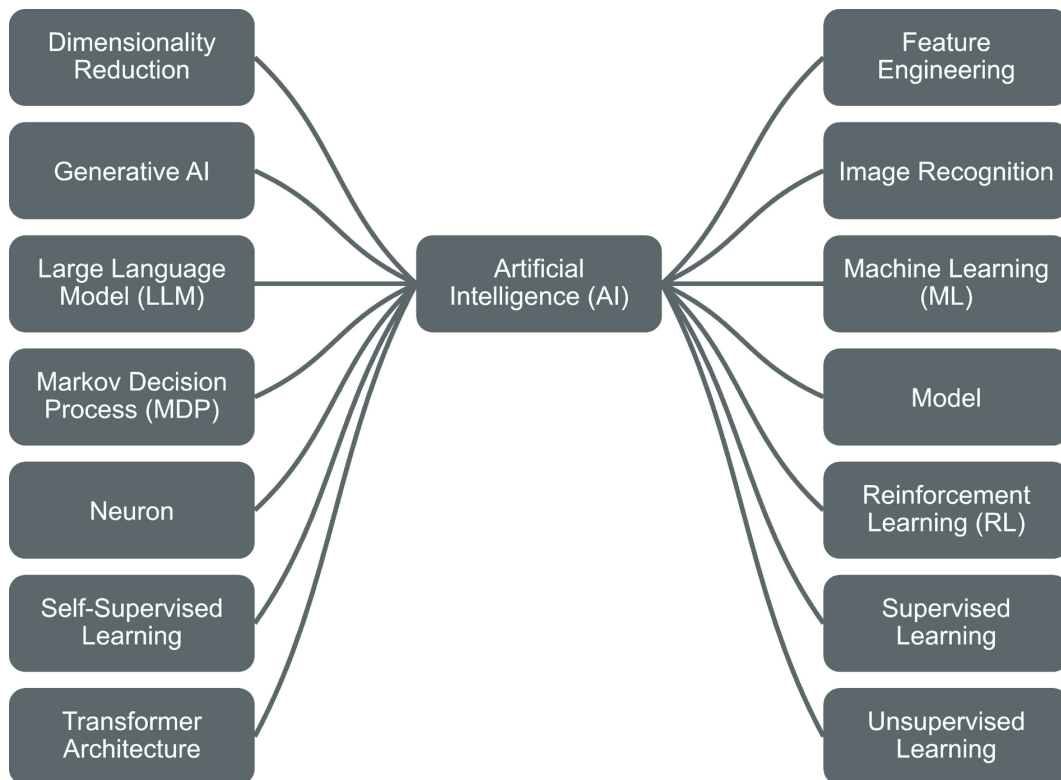 Dimensionality
Reduction
Generative AI
Large Language
Model (LLM)
Markov Decision
Process (MDP)
Neuron
Self-Supervised
Learning
Transformer
Architecture
Artificial
Intelligence (AI)
Feature
Engineering
Image Recognition
Machine Learning
(ML)
Model
Reinforcement
Learning (RL)
Supervised
Learning
Unsupervised
Learning